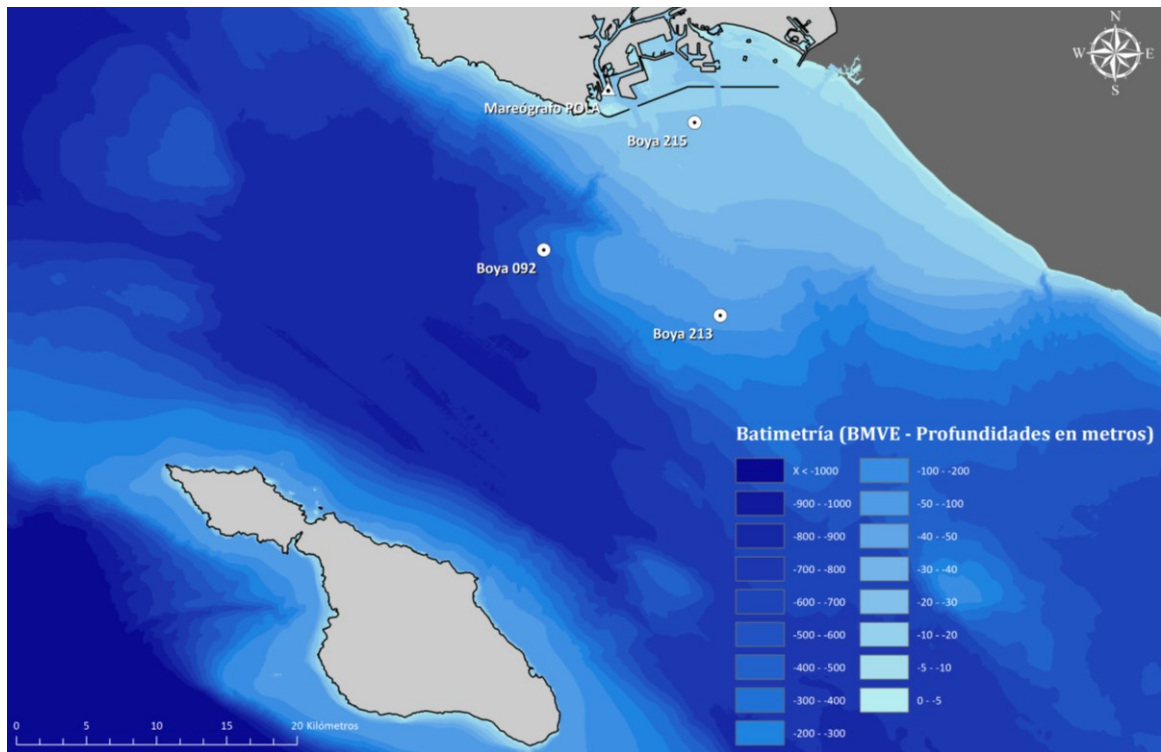 N
W E
S
Mareógrafo POLA
Boya 215
Boya 092
Boya 213
Batimetría (BMVE - Profundidades en metros)
X < -1000
-900 - -1000
-800 - -900
-700 - -800
-600 - -700
-500 - -600
-400 - -500
-300 - -400
-200 - -300
-100 - -200
-50 - -100
-40 - -50
-30 - -40
-20 - -30
-10 - -20
-5 - -10
0 - -5
0 5 10 15 20 Kilómetros